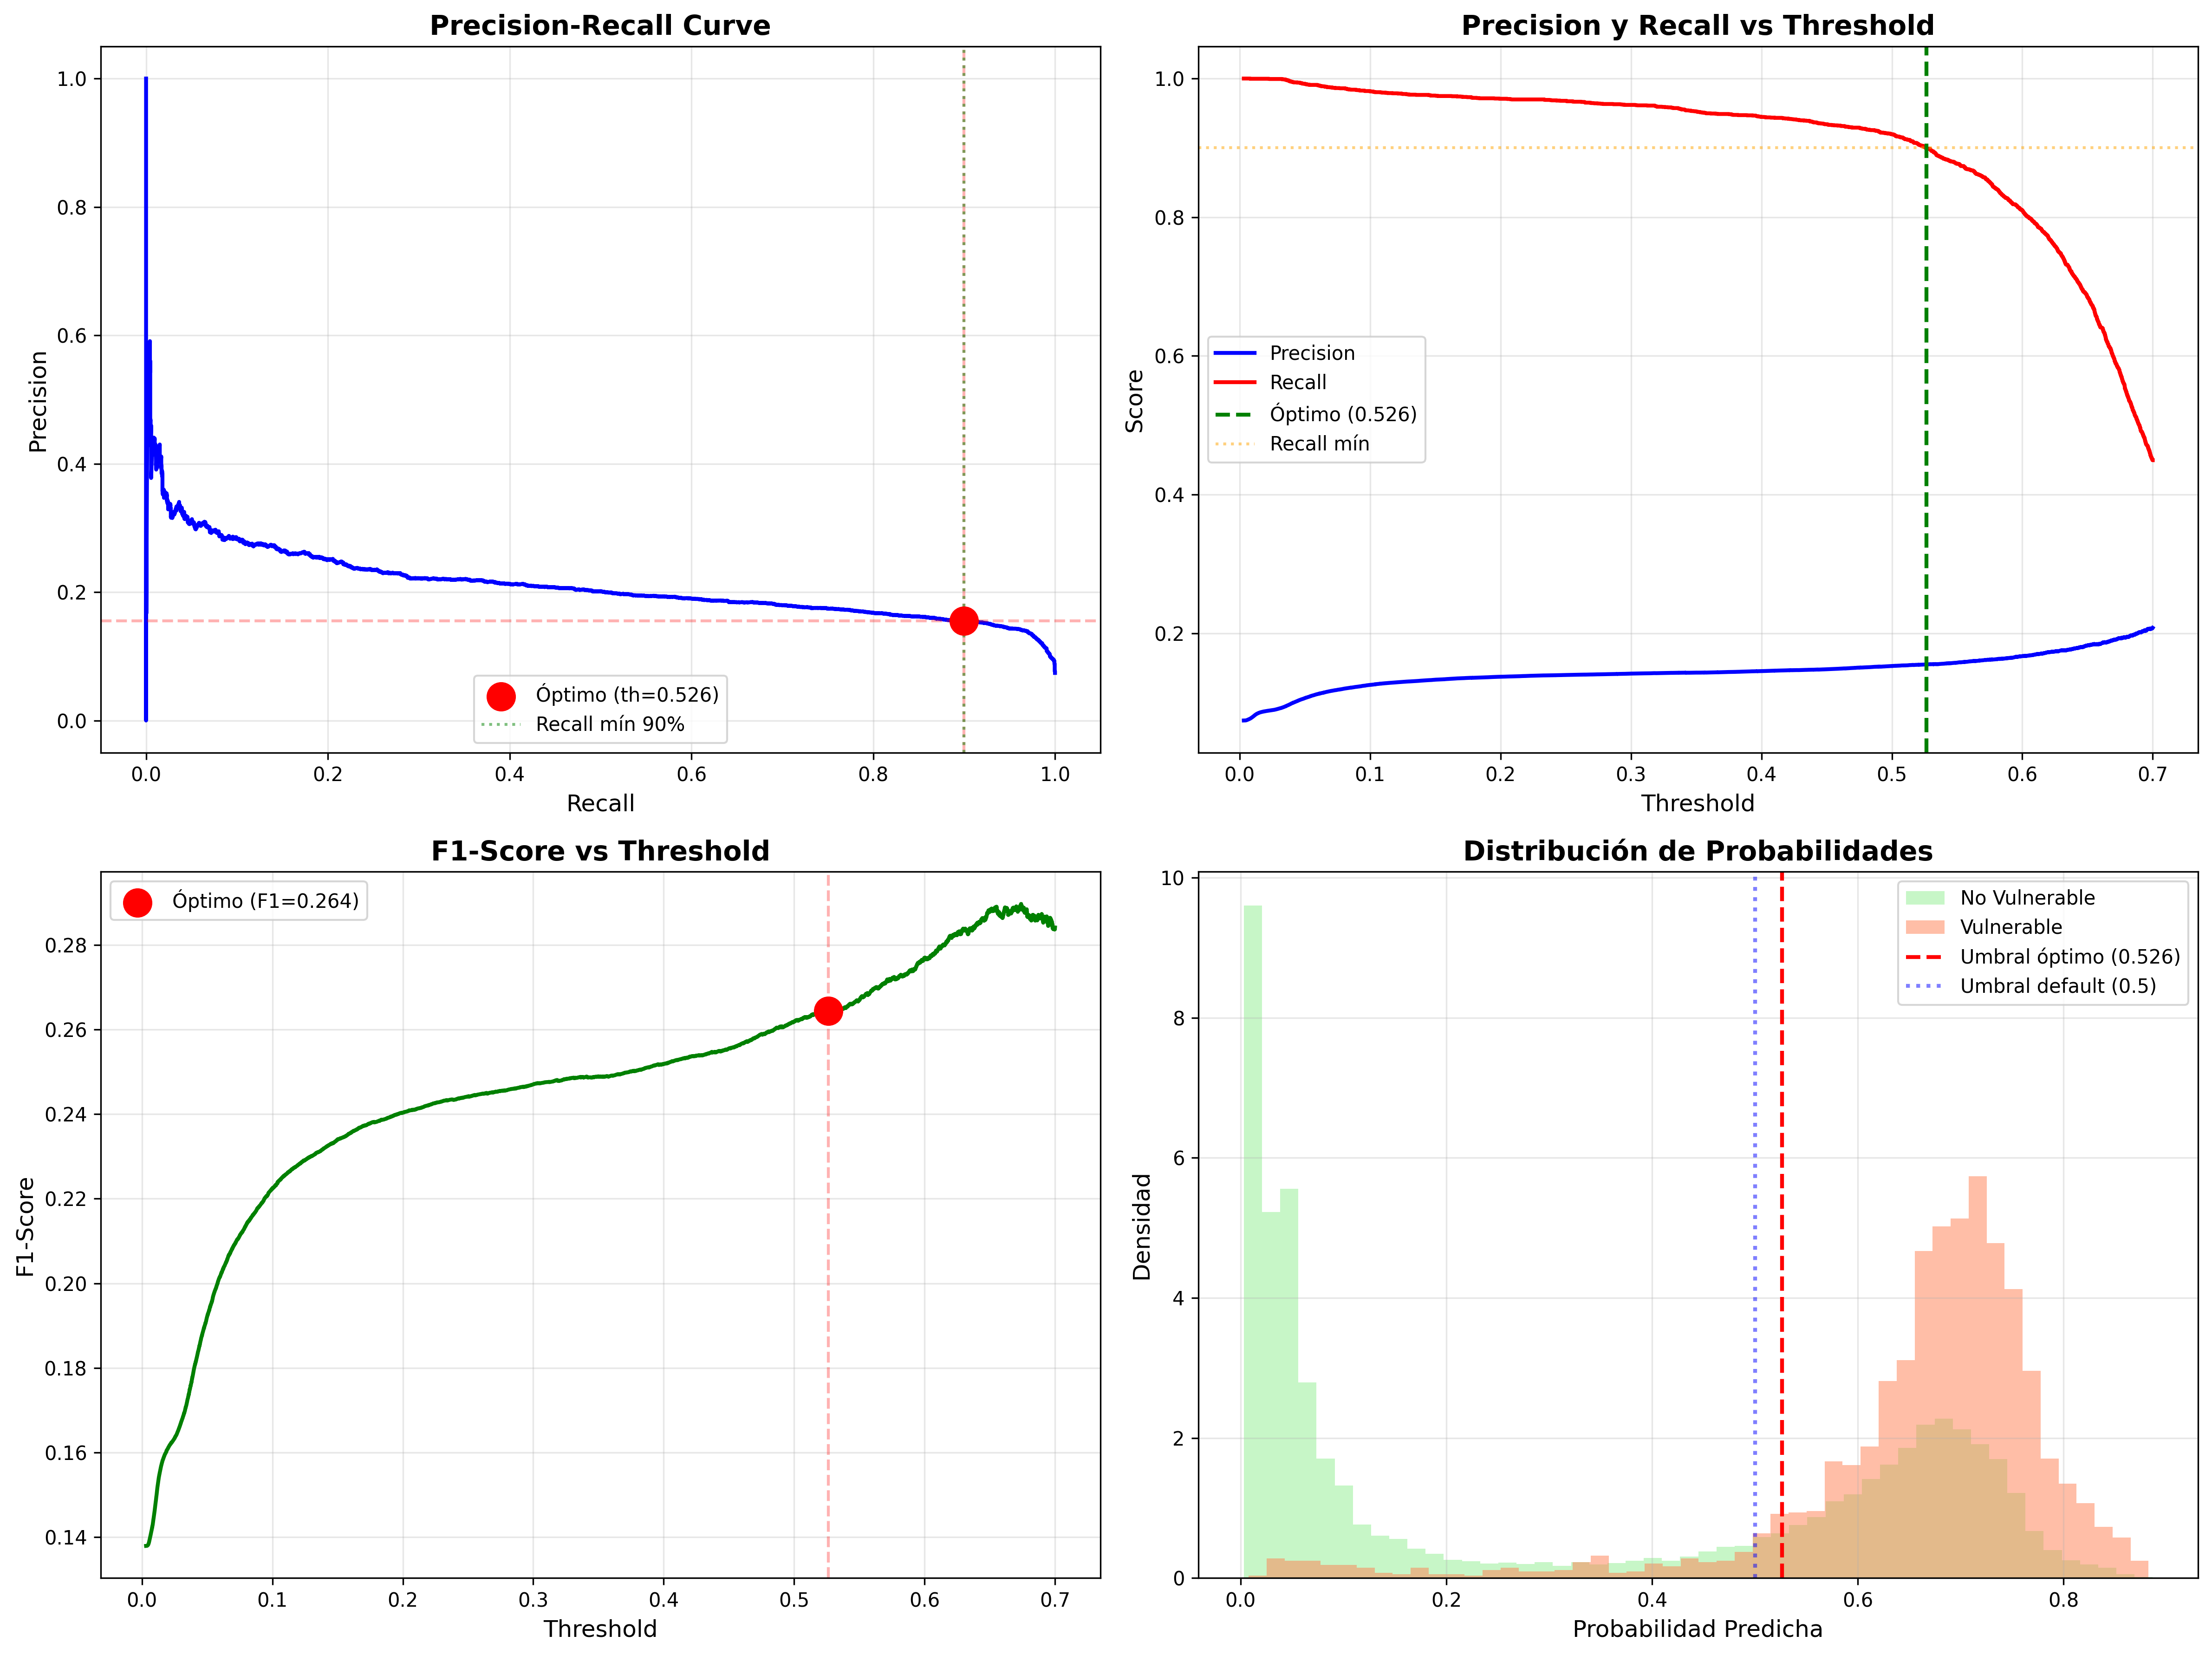 Precision-Recall Curve
Precision
1.0
0.8
0.6
0.4
0.2
0.0
Óptimo (th=0.526)
Recall mín 90%
0.0 0.2 0.4 0.6 0.8 1.0
Recall
Precision y Recall vs Threshold
Score
1.0
0.8
0.6
0.4
0.2
Precision
Recall
Óptimo (0.526)
Recall mín
0.0 0.1 0.2 0.3 0.4 0.5 0.6 0.7
Threshold
F1-Score vs Threshold
F1-Score
Óptimo (F1=0.264)
0.28
0.26
0.24
0.22
0.20
0.18
0.16
0.14
0.0 0.1 0.2 0.3 0.4 0.5 0.6 0.7
Threshold
Distribución de Probabilidades
Densidad
10
8
6
4
2
0
No Vulnerable
Vulnerable
Umbral óptimo (0.526)
Umbral default (0.5)
0.0 0.2 0.4 0.6 0.8
Probabilidad Predicha